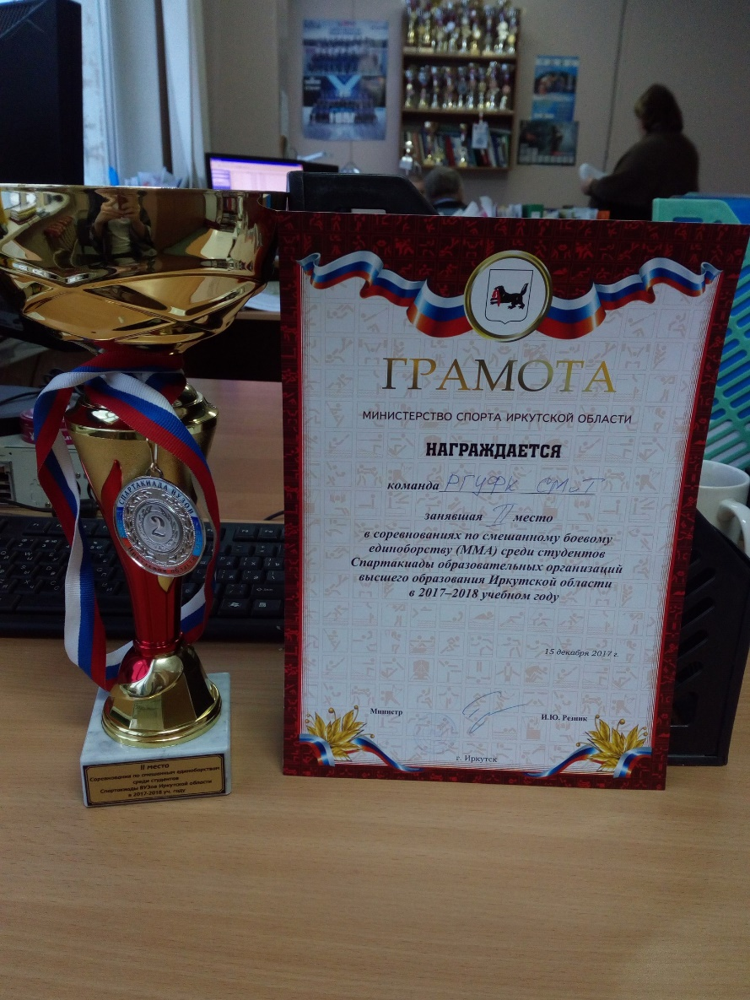 ГРАМОТА
МИНИСТЕРСТВО СПОРТА ИРКУТСКОЙ ОБЛАСТИ
НАГРАЖДАЕТСЯ
команда РГУФК СМиТ
занявшая II место
в соревнованиях по смешанному боевому
единоборству (ММА) среди студентов
Спартакиады образовательных организаций
высшего образования Иркутской области
в 2017–2018 учебном году
15 декабря 2017 г.
Министр И.Ю. Резник
г. Иркутск
СПАРТАКИАДА ВУЗОВ
2
II место
Соревнования по смешанным единоборствам
среди студентов
Спартакиады ВУЗов Иркутской области
в 2017-2018 уч. году